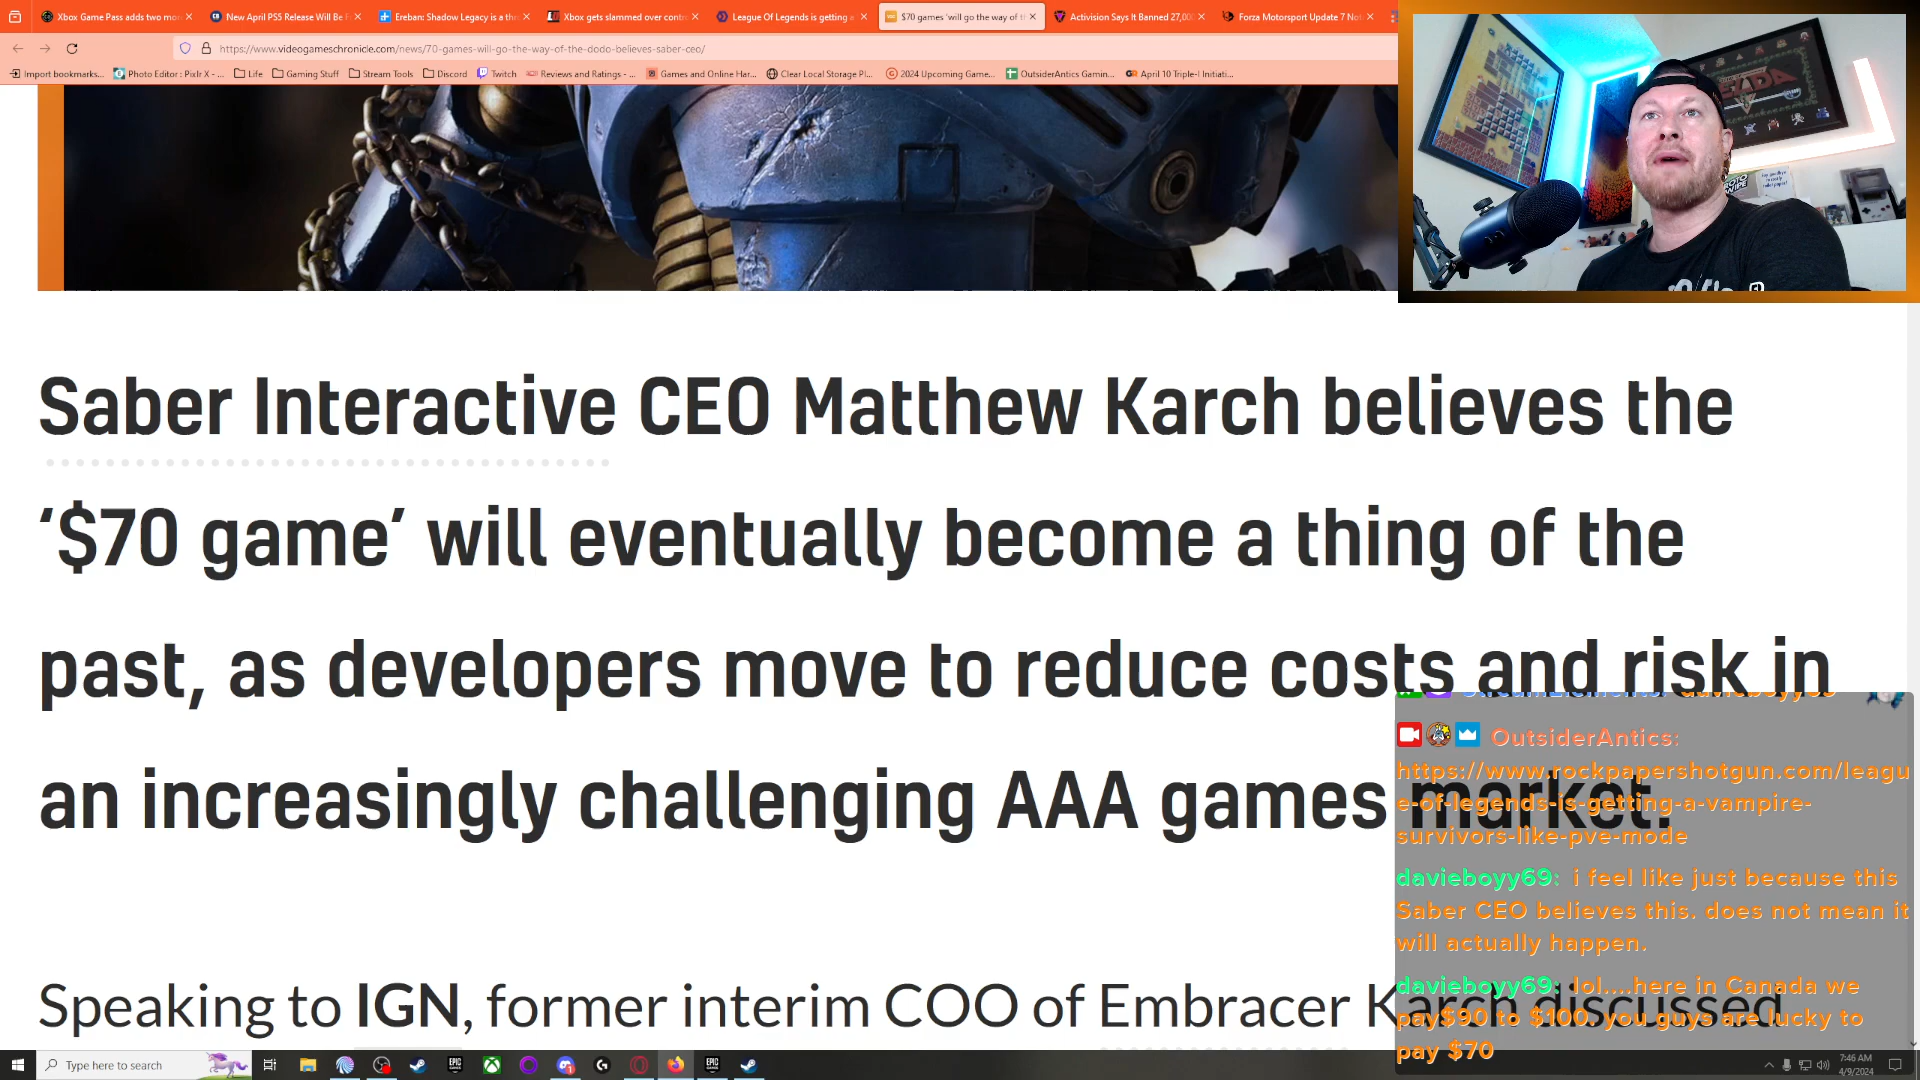 Xbox Game Pass adds two mo
New April PS5 Release Will Be F
Ereban: Shadow Legacy is a thr
Xbox gets slammed over contr
League Of Legends is getting a
$70 games 'will go the way of t
Activision Says It Banned 27,00
Forza Motorsport Update 7 Not
https://www.videogameschronicle.com/news/70-games-will-go-the-way-of-the-dodo-believes-saber-ceo/
Import bookmarks...
Photo Editor : Pixlr X - ...
Life
Gaming Stuff
Stream Tools
Discord
Twitch
Reviews and Ratings - ...
Games and Online Har...
Clear Local Storage Pl...
2024 Upcoming Game...
OutsiderAntics Gamin...
April 10 Triple-I Initiati...
Saber Interactive CEO Matthew Karch believes the
‘$70 game’ will eventually become a thing of the
past, as developers move to reduce costs and risk in
an increasingly challenging AAA games market.
Speaking to IGN, former interim COO of Embracer Karch discussed
StreamElements: davieboyy69
OutsiderAntics:
https://www.rockpapershotgun.com/leagu
e-of-legends-is-getting-a-vampire-
survivors-like-pve-mode
davieboyy69: i feel like just because this
Saber CEO believes this. does not mean it
will actually happen.
davieboyy69: lol....here in Canada we
pay$90 to $100. you guys are lucky to
pay $70
Type here to search
7:46 AM
4/9/2024